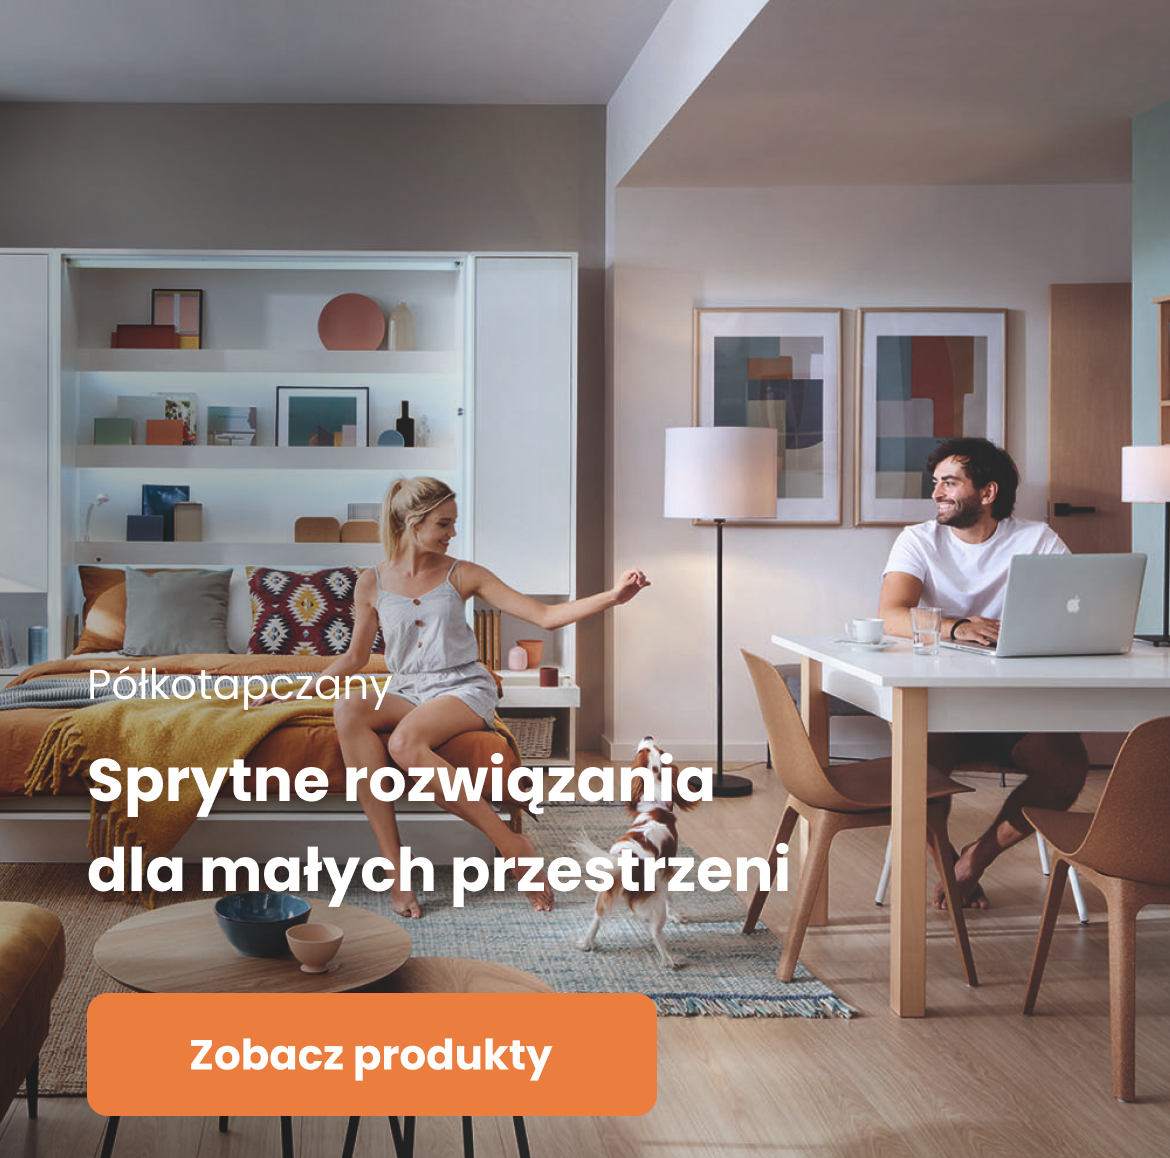 Półkotapczany
Sprytne rozwiązania
dla małych przestrzeni
Zobacz produkty